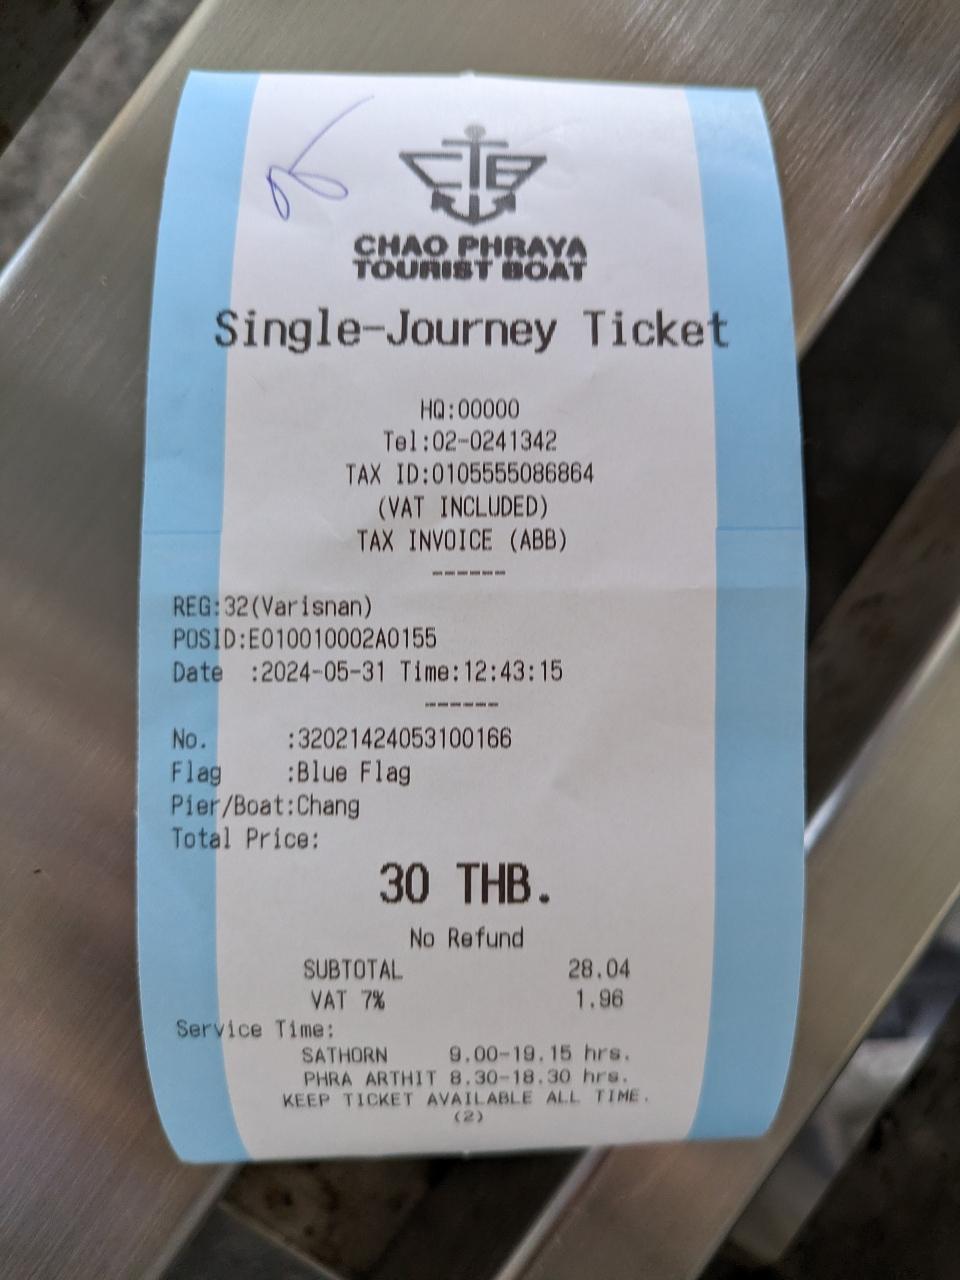 CTB
CHAO PHRAYA
TOURIST BOAT
Single-Journey Ticket
HQ:00000
Tel:02-0241342
TAX ID:0105555086864
(VAT INCLUDED)
TAX INVOICE (ABB)
------
REG:32(Varisnan)
POSID:E010010002A0155
Date :2024-05-31 Time:12:43:15
------
No. :32021424053100166
Flag :Blue Flag
Pier/Boat:Chang
Total Price:
30 THB.
No Refund
SUBTOTAL 28.04
VAT 7% 1.96
Service Time:
SATHORN 9.00-19.15 hrs.
PHRA ARTHIT 8.30-18.30 hrs.
KEEP TICKET AVAILABLE ALL TIME.
(2)